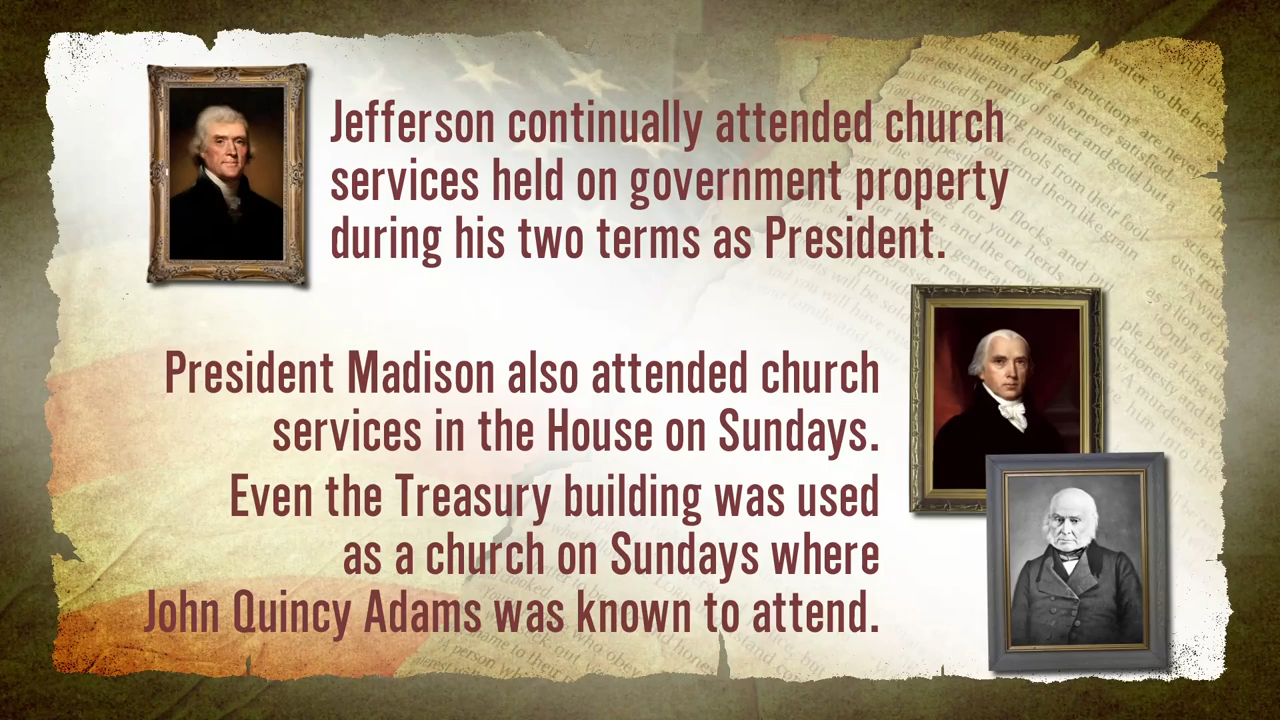 Jefferson continually attended church
services held on government property
during his two terms as President.
President Madison also attended church
services in the House on Sundays.
Even the Treasury building was used
as a church on Sundays where
John Quincy Adams was known to attend.